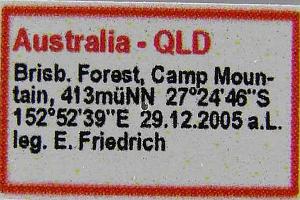 Australia - QLD
Brisb. Forest, Camp Moun-
tain, 413müNN 27°24'46"S
152°52'39"E 29.12.2005 a.L.
leg. E. Friedrich